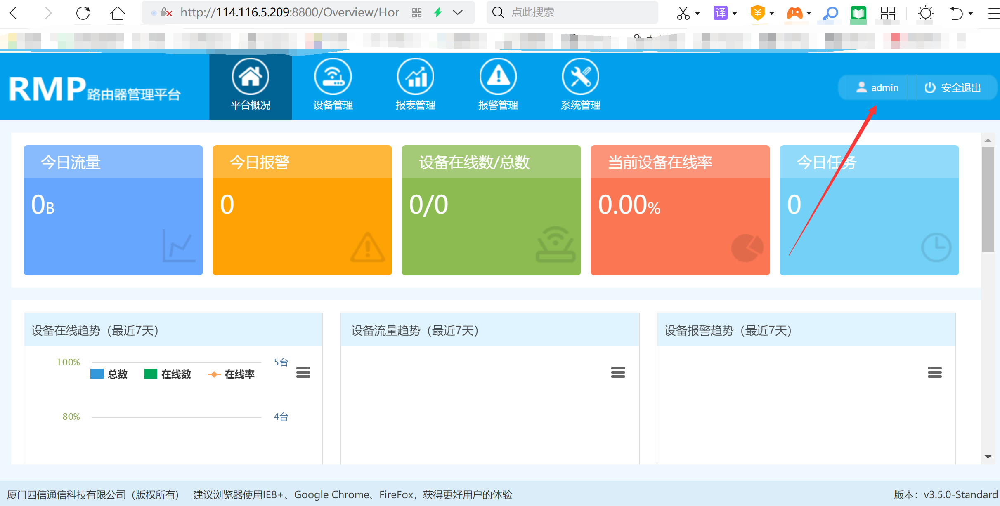 http://114.116.5.209:8800/Overview/Hor
点此搜索
译
RMP路由器管理平台
平台概况
设备管理
报表管理
报警管理
系统管理
admin
安全退出
今日流量
0B
今日报警
0
设备在线数/总数
0/0
当前设备在线率
0.00%
今日任务
0
设备在线趋势（最近7天）
100%
5台
总数
在线数
在线率
80%
4台
设备流量趋势（最近7天）
设备报警趋势（最近7天）
厦门四信通信科技有限公司（版权所有） 建议浏览器使用IE8+、Google Chrome、FireFox，获得更好用户的体验
版本：v3.5.0-Standard